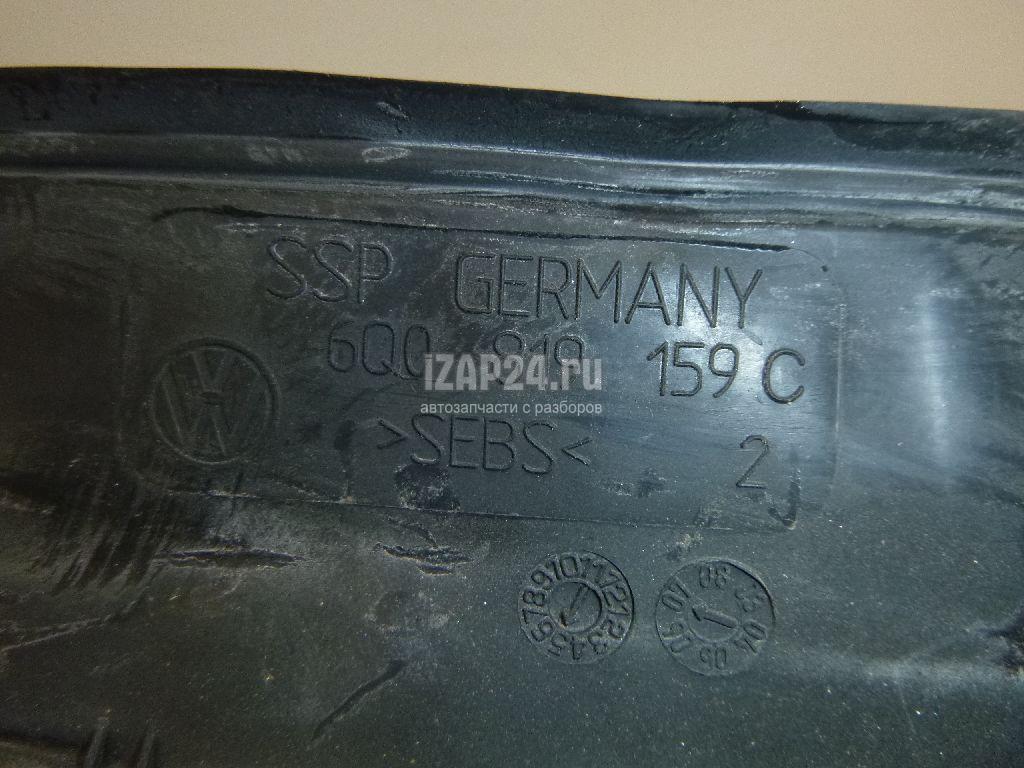 SSP GERMANY
6Q0 819 159 C
iZAP24.ru
автозапчасти с разборов
>SEBS<
2